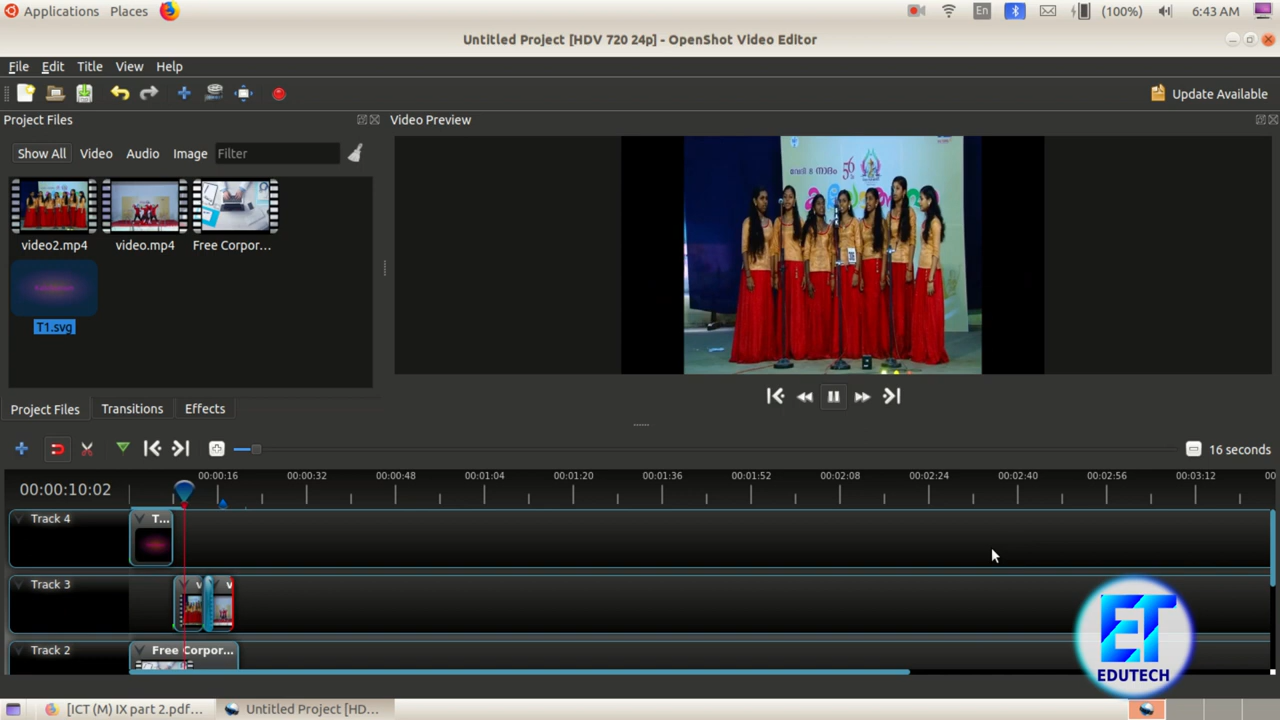 Applications Places En (100%) 6:43 AM
Untitled Project [HDV 720 24p] - OpenShot Video Editor
File Edit Title View Help
Update Available
Project Files
Video Preview
Show All Video Audio Image Filter
video2.mp4 video.mp4 Free Corpor...
T1.svg
Project Files Transitions Effects
16 seconds
00:00:10:02
00:00:16 00:00:32 00:00:48 00:01:04 00:01:20 00:01:36 00:01:52 00:02:08 00:02:24 00:02:40 00:02:56 00:03:12 00
Track 4 T...
Track 3 v v
Track 2 Free Corpor...
ET
EDUTECH
[ICT (M) IX part 2.pdf... Untitled Project [HD...